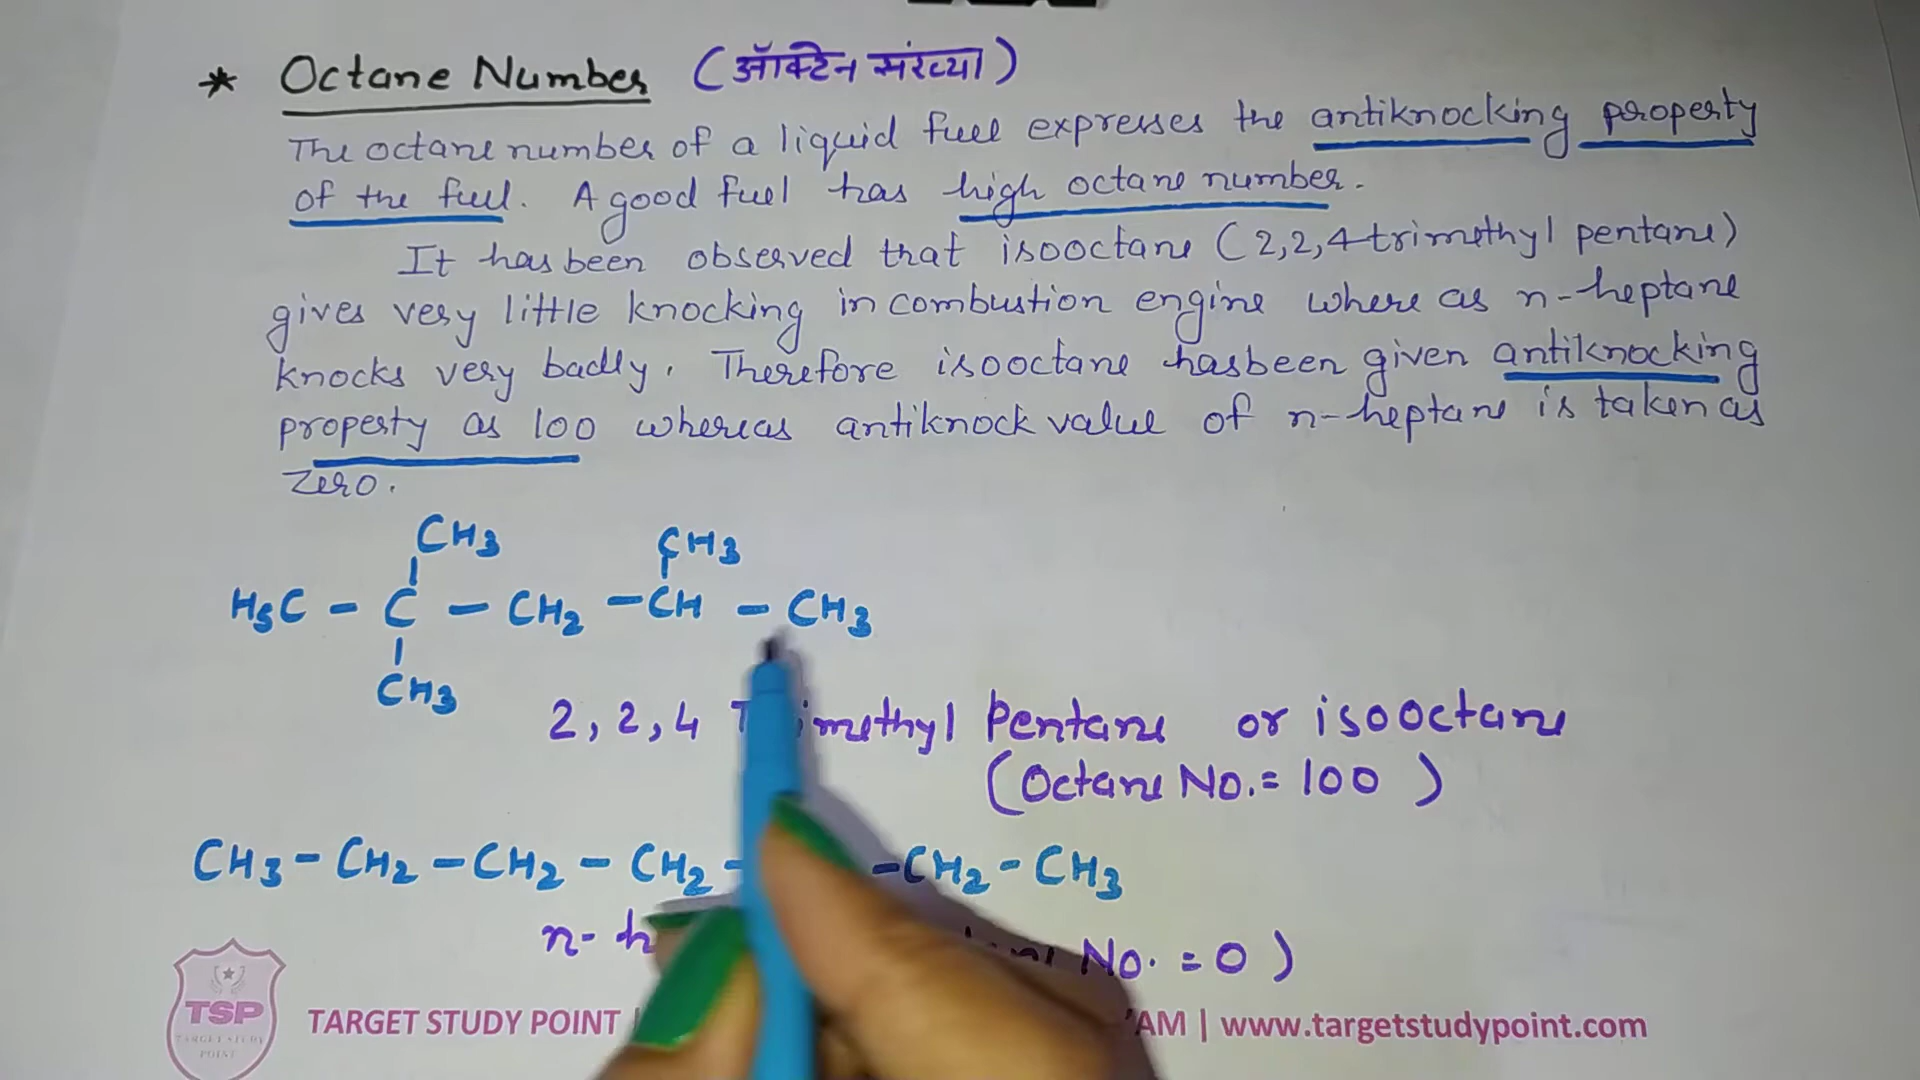 * Octane Number (ऑक्टेन संख्या)
The octane number of a liquid fuel expresses the antiknocking property
of the fuel. A good fuel has high octane number.
It has been observed that isooctane (2,2,4 trimethyl pentane)
gives very little knocking in combustion engine where as n-heptane
knocks very badly. Therefore isooctane has been given antiknocking
property as 100 whereas antiknock value of n-heptane is taken as
zero.
CH3 CH3
H3C - C - CH2 - CH - CH3
CH3
2, 2, 4 Pentane or isooctane
(Octane No. = 100 )
CH3 - CH2 - CH2 - CH2 - - CH2 - CH3
n- No. = 0 )
TSP
TARGET STUDY POINT
TARGET STUDY POINT | | www.targetstudypoint.com